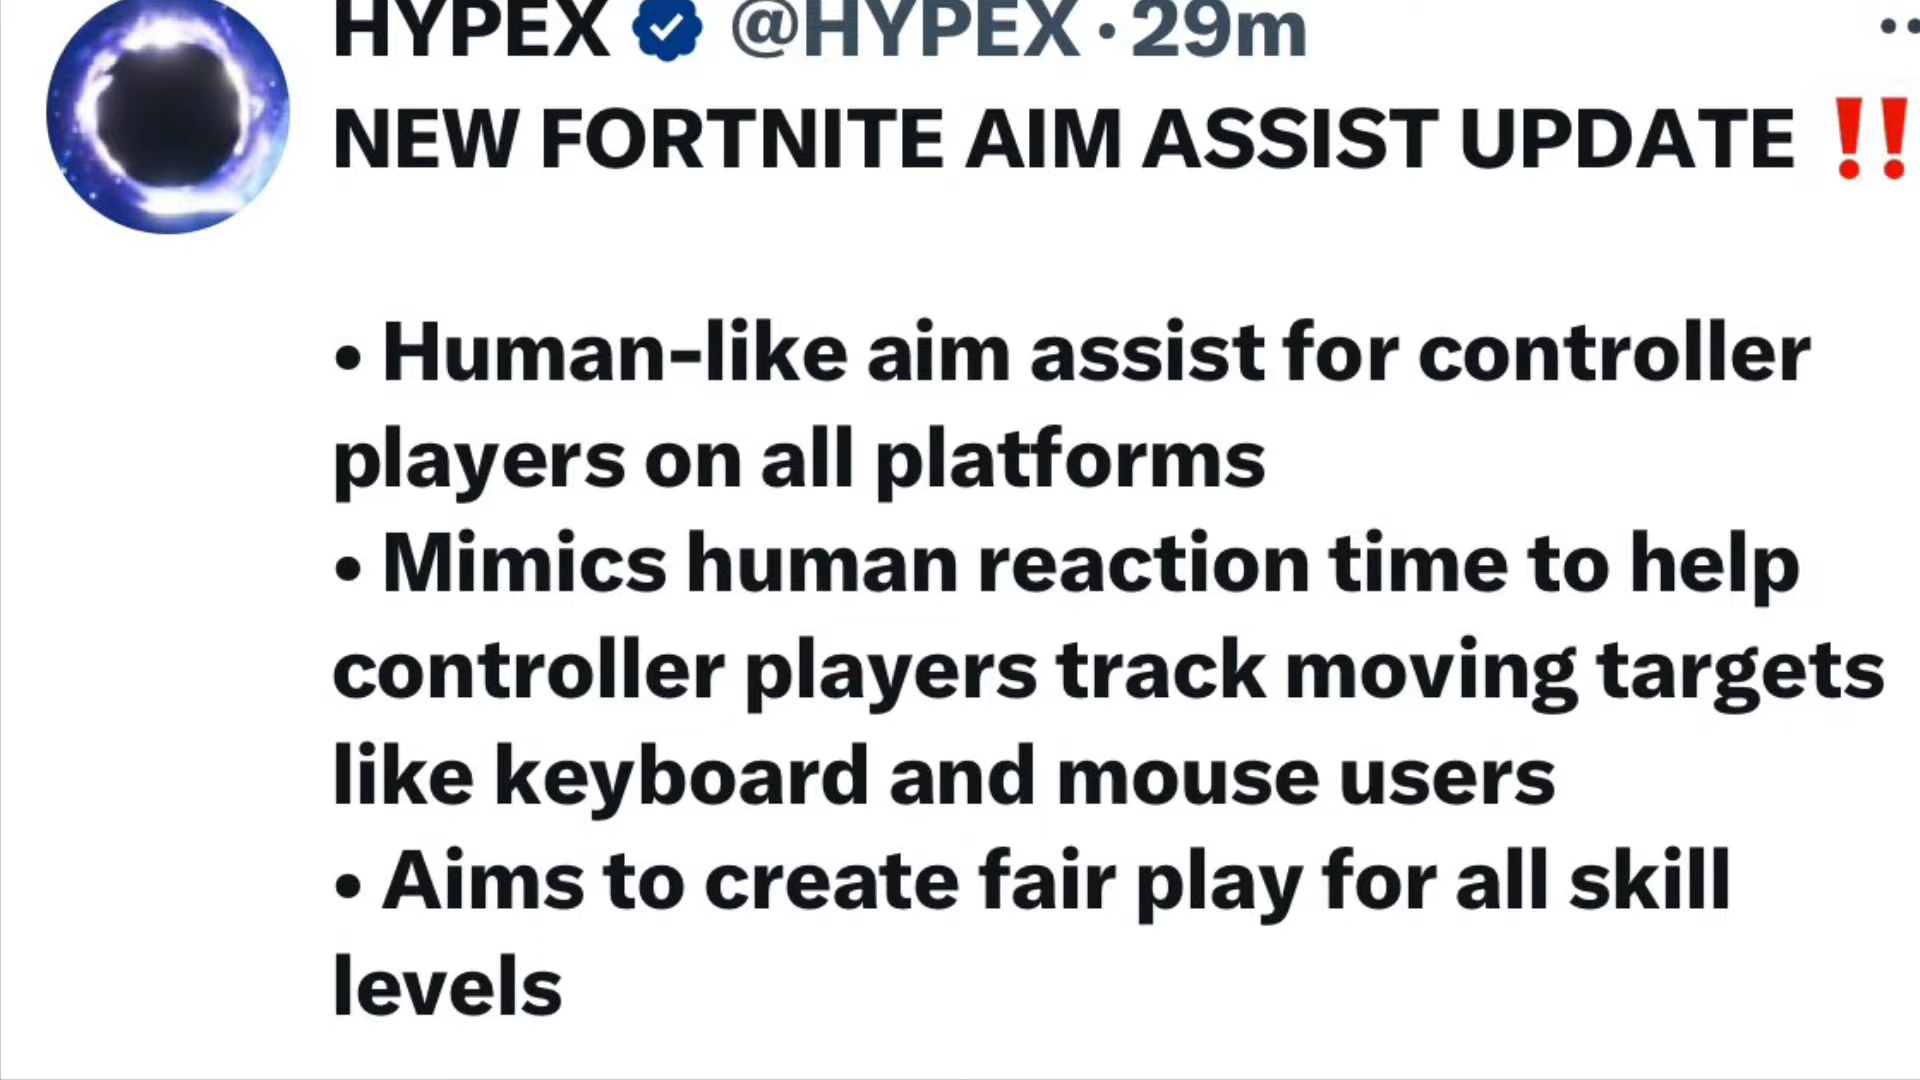 HYPEX @HYPEX · 29m
NEW FORTNITE AIM ASSIST UPDATE ‼️
• Human-like aim assist for controller
players on all platforms
• Mimics human reaction time to help
controller players track moving targets
like keyboard and mouse users
• Aims to create fair play for all skill
levels